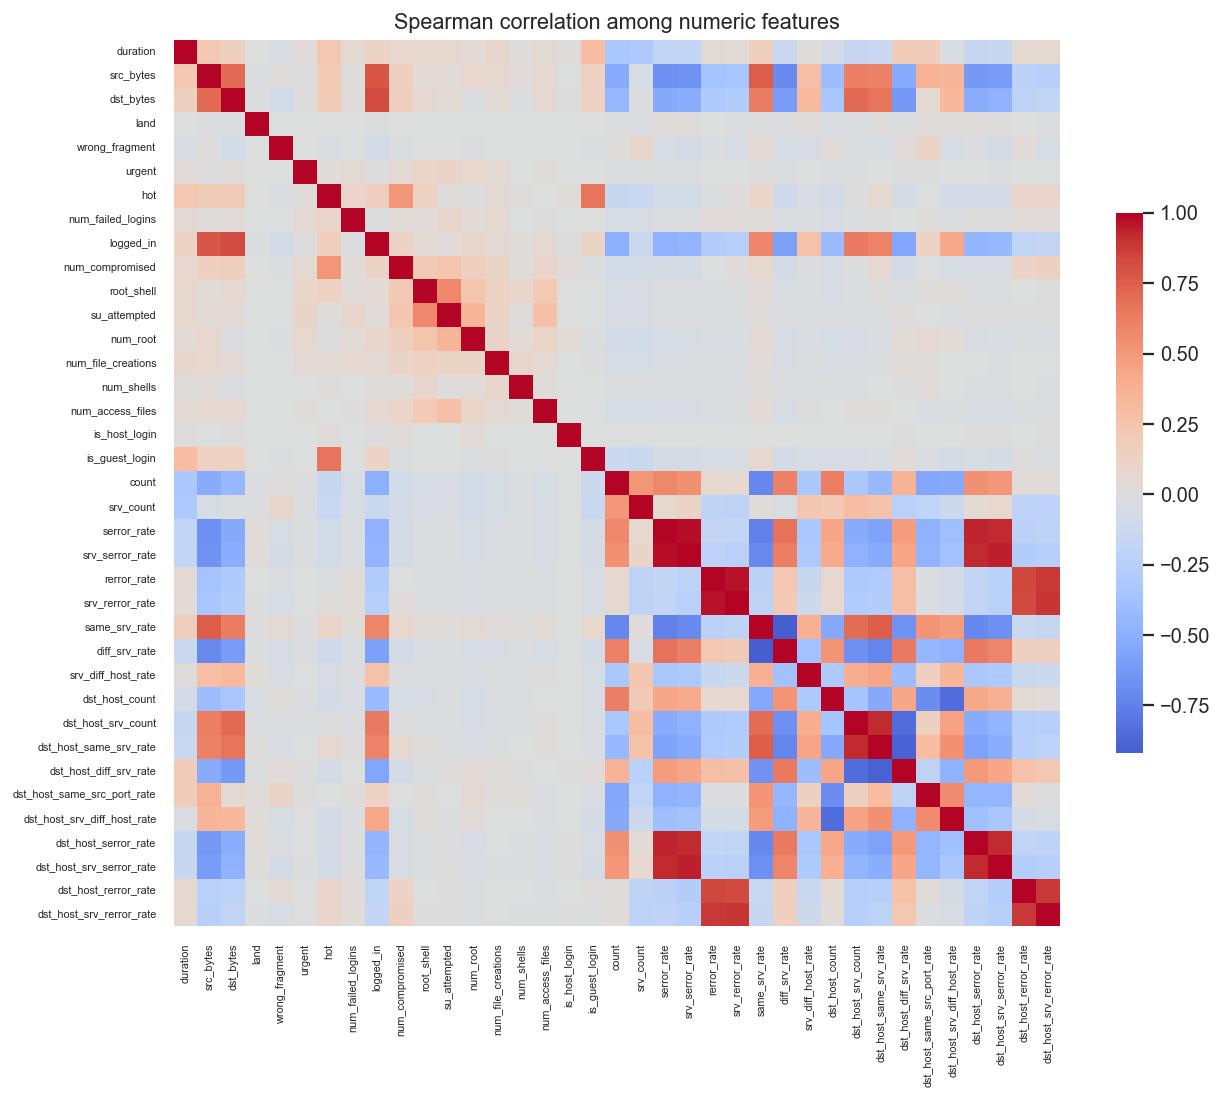 Spearman correlation among numeric features
duration
src_bytes
dst_bytes
land
wrong_fragment
urgent
hot
num_failed_logins
logged_in
num_compromised
root_shell
su_attempted
num_root
num_file_creations
num_shells
num_access_files
is_host_login
is_guest_login
count
srv_count
serror_rate
srv_serror_rate
rerror_rate
srv_rerror_rate
same_srv_rate
diff_srv_rate
srv_diff_host_rate
dst_host_count
dst_host_srv_count
dst_host_same_srv_rate
dst_host_diff_srv_rate
dst_host_same_src_port_rate
dst_host_srv_diff_host_rate
dst_host_serror_rate
dst_host_srv_serror_rate
dst_host_rerror_rate
dst_host_srv_rerror_rate
duration
src_bytes
dst_bytes
land
wrong_fragment
urgent
hot
num_failed_logins
logged_in
num_compromised
root_shell
su_attempted
num_root
num_file_creations
num_shells
num_access_files
is_host_login
is_guest_login
count
srv_count
serror_rate
srv_serror_rate
rerror_rate
srv_rerror_rate
same_srv_rate
diff_srv_rate
srv_diff_host_rate
dst_host_count
dst_host_srv_count
dst_host_same_srv_rate
dst_host_diff_srv_rate
dst_host_same_src_port_rate
dst_host_srv_diff_host_rate
dst_host_serror_rate
dst_host_srv_serror_rate
dst_host_rerror_rate
dst_host_srv_rerror_rate
1.00
0.75
0.50
0.25
0.00
−0.25
−0.50
−0.75